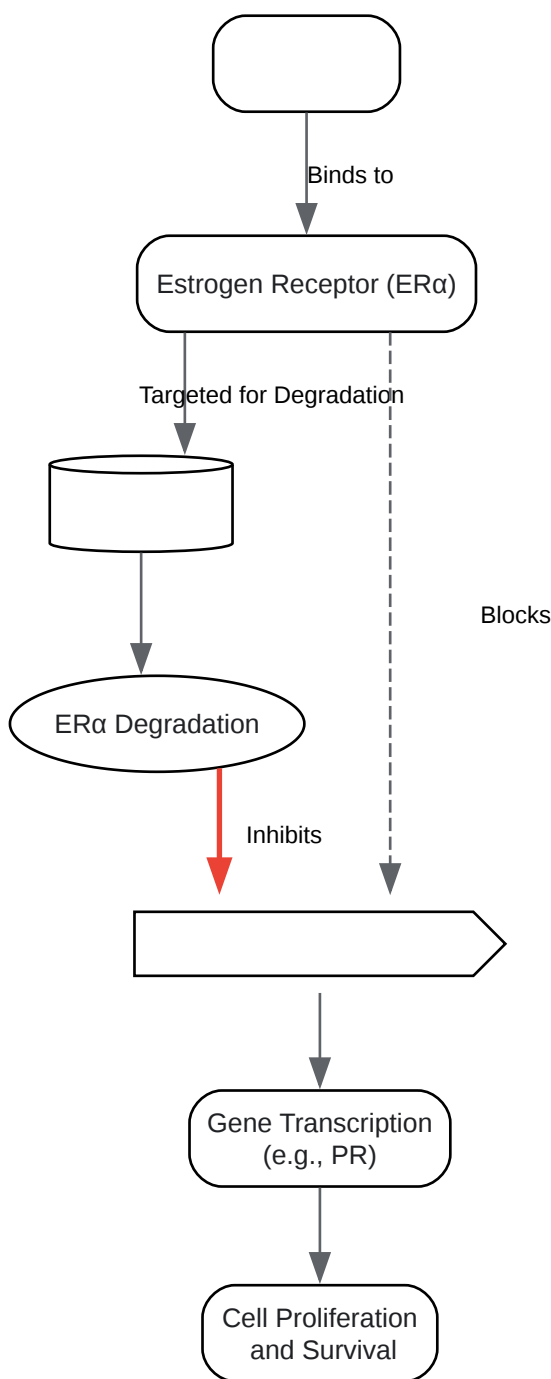 Binds to
Estrogen Receptor (ERα)
Targeted for Degradation
Blocks
ERα Degradation
Inhibits
Gene Transcription
(e.g., PR)
Cell Proliferation
and Survival